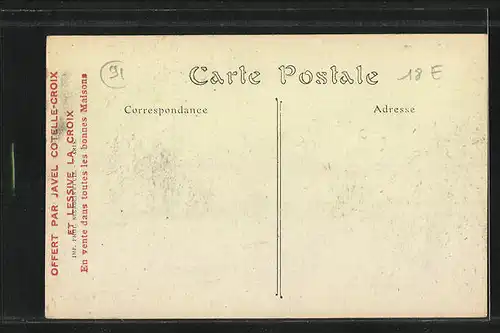 91
Carte Postale
18 E
Correspondance
Adresse
OFFERT PAR JAVEL COTELLE-CROIX
ET LESSIVE LA CROIX
En vente dans toutes les bonnes Maisons
IMP.